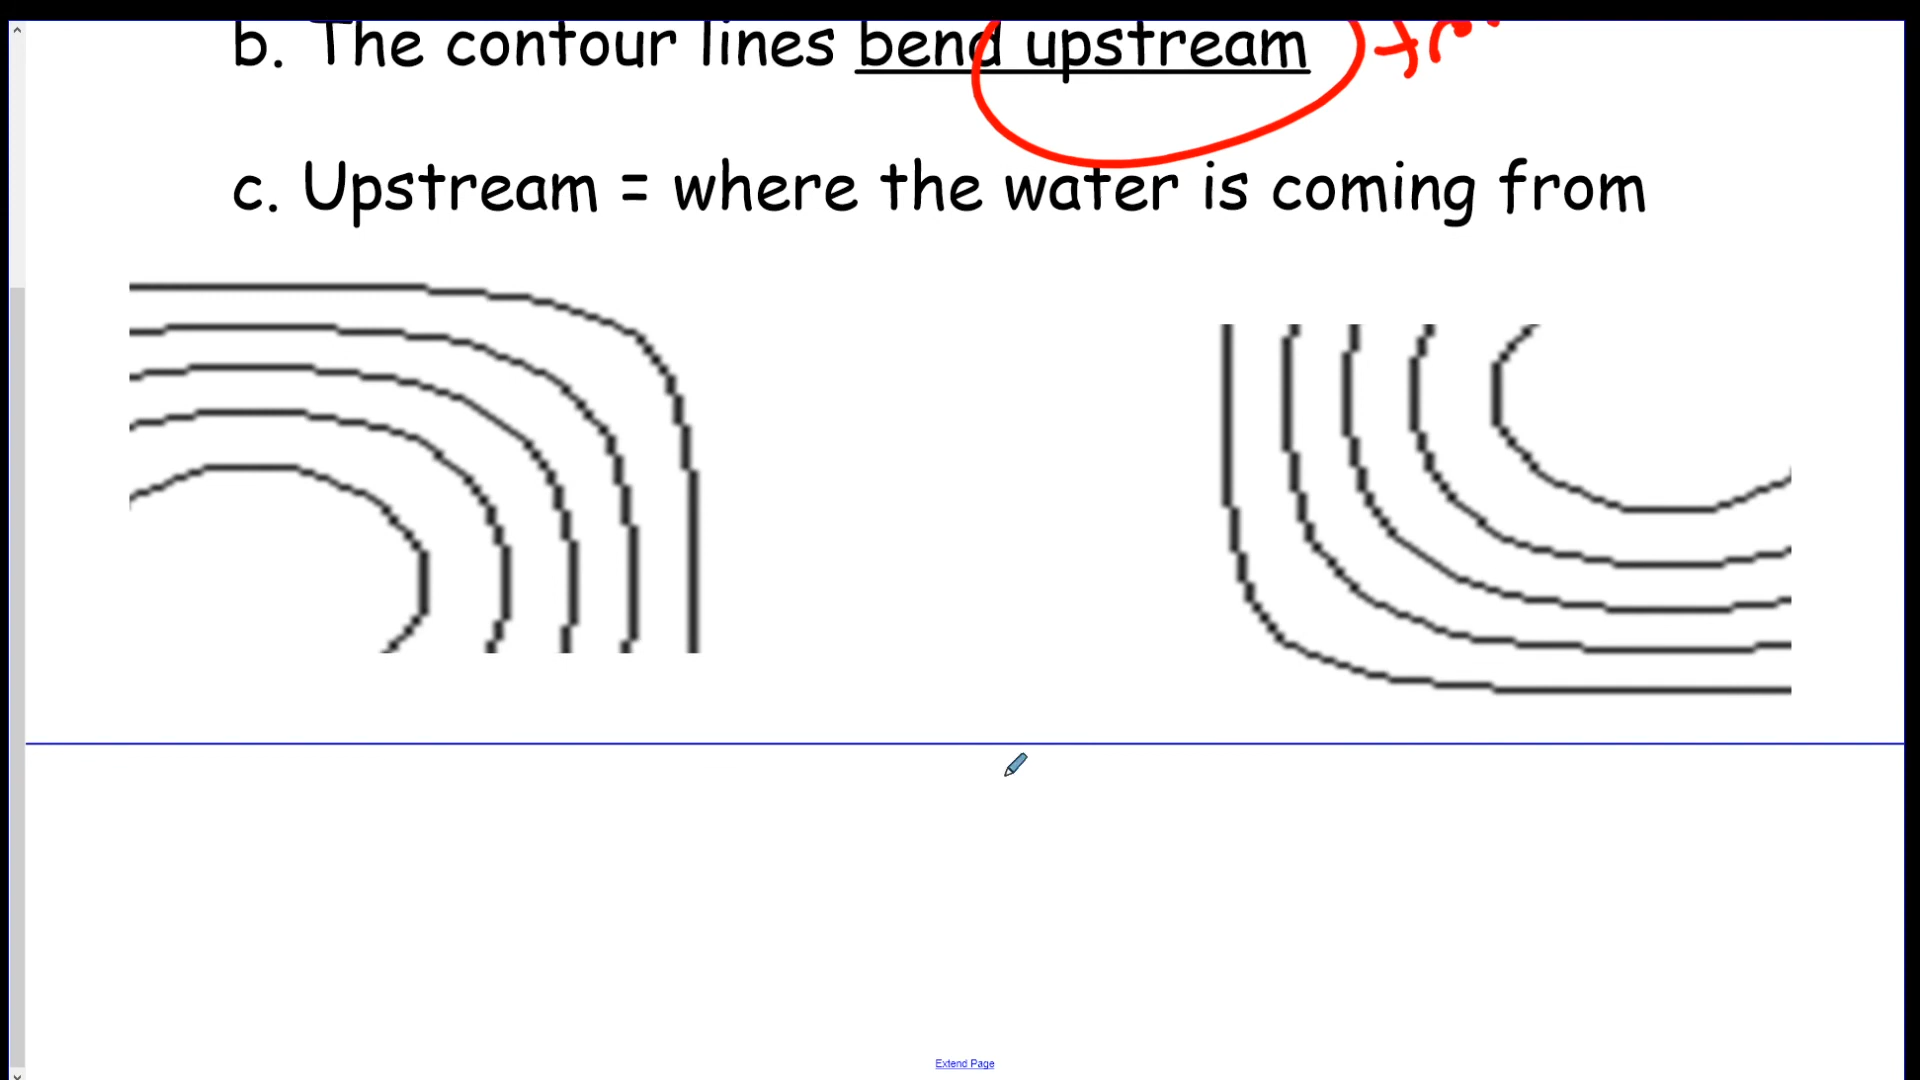 b. The contour lines bend upstream
c. Upstream = where the water is coming from
Extend Page